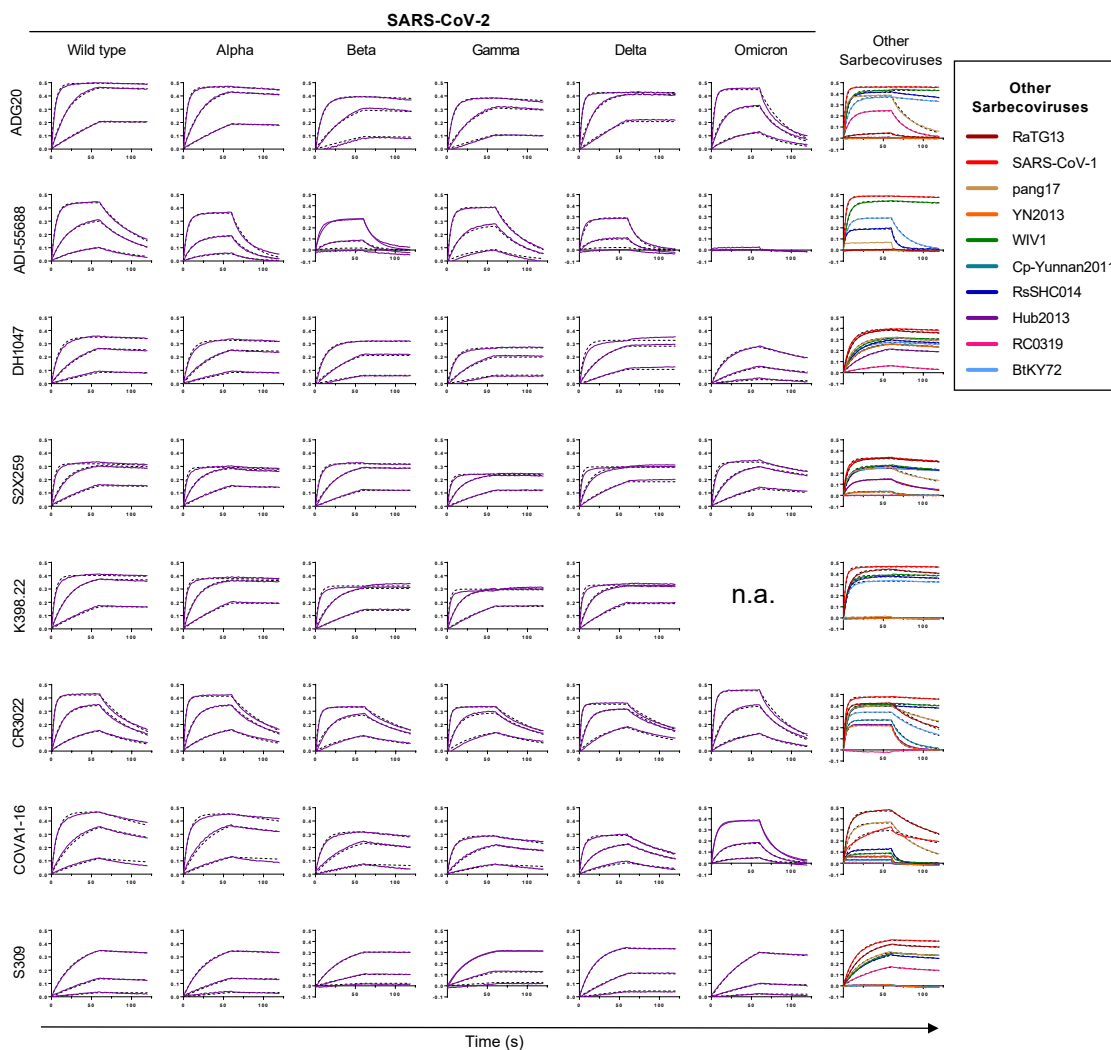 SARS-CoV-2
Wild type Alpha Beta Gamma Delta Omicron Other
Sarbecoviruses
Other
Sarbecoviruses
RaTG13
SARS-CoV-1
pang17
YN2013
WIV1
Cp-Yunnan2011
RsSHC014
Hub2013
RC0319
BtKY72
ADG20
ADI-55688
DH1047
S2X259
K398.22
n.a.
CR3022
COVA1-16
S309
Time (s)